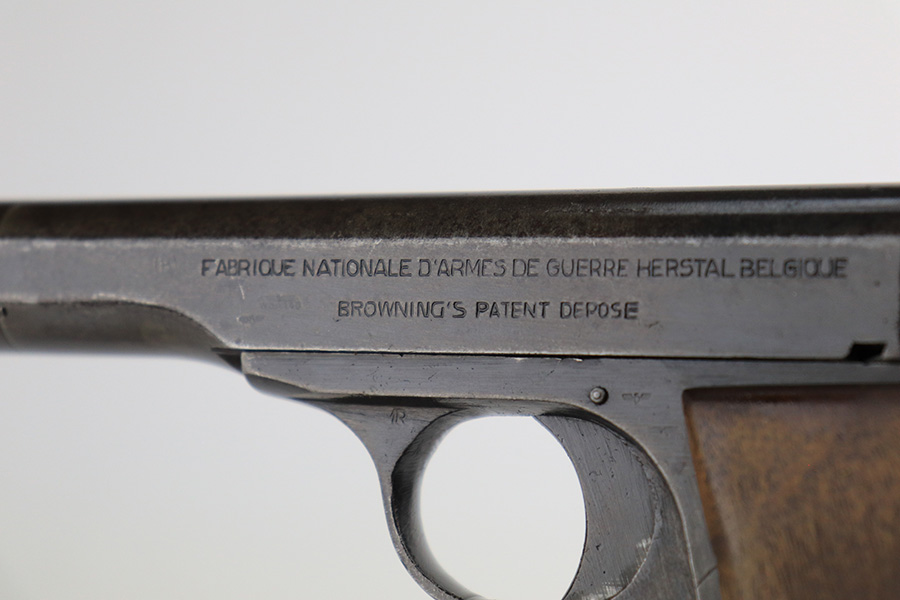 FABRIQUE NATIONALE D'ARMES DE GUERRE HERSTAL BELGIQUE
BROWNING'S PATENT DEPOSE
R